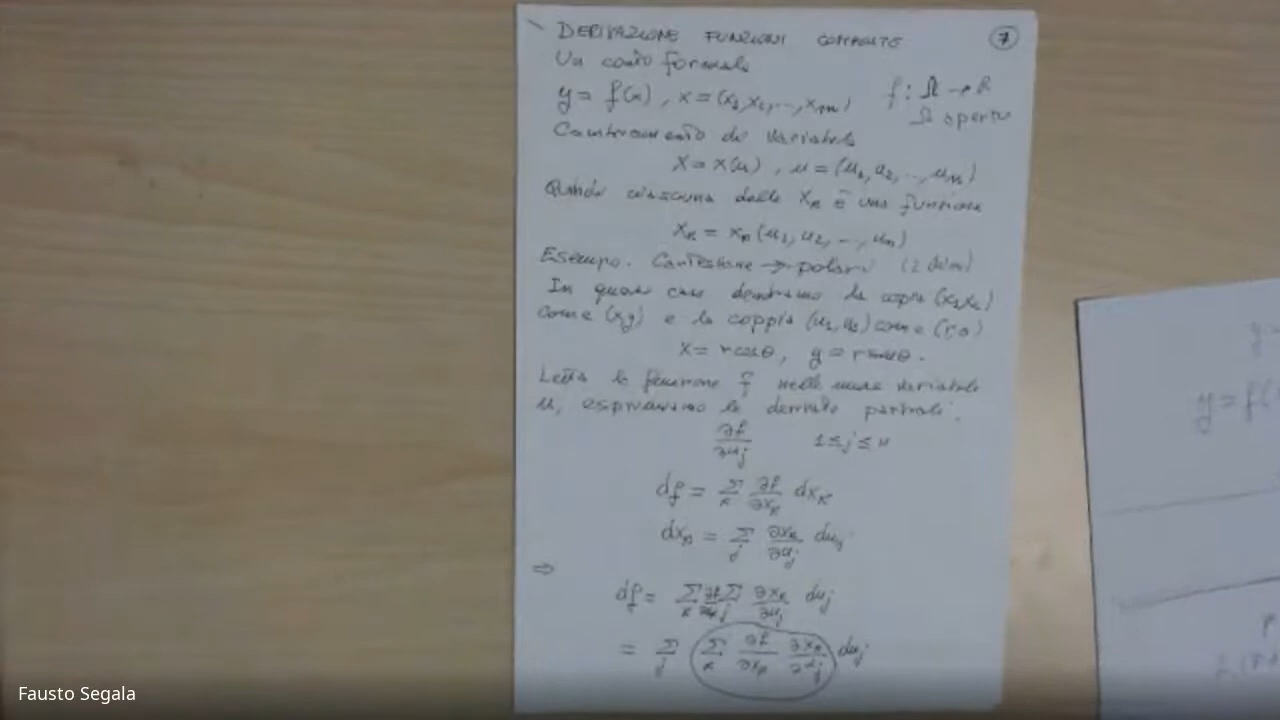 DERIVAZIONE FUNZIONI COMPOSTE 7
Un conto formale
y = f(x), x = (x₁, x₂, ..., xₘ) f: Ω → R
Ω aperto
Cambiamento di variabile
x = x(u), u = (u₁, u₂, ..., uₙ)
Quindi ciascuna delle xₖ è una funzione
xₖ = xₖ(u₁, u₂, ..., uₙ)
Esempio. Cartesiane → polari (2 dim)
In questo caso denotiamo la coppia (x₁, x₂)
come (x,y) e la coppia (u₁, u₂) come (r, θ)
x = r cos θ, y = r sin θ.
Letta la funzione f nelle nuove variabili
u, esprimiamo le derivate parziali.
∂f/∂uⱼ 1 ≤ j ≤ n
df = Σₖ ∂f/∂xₖ dxₖ
dxₖ = Σⱼ ∂xₖ/∂uⱼ duⱼ
⇒
df = Σₖ ∂f/∂xₖ Σⱼ ∂xₖ/∂uⱼ duⱼ
= Σⱼ Σₖ ∂f/∂xₖ ∂xₖ/∂uⱼ duⱼ
y =
y = f(
Fausto Segala